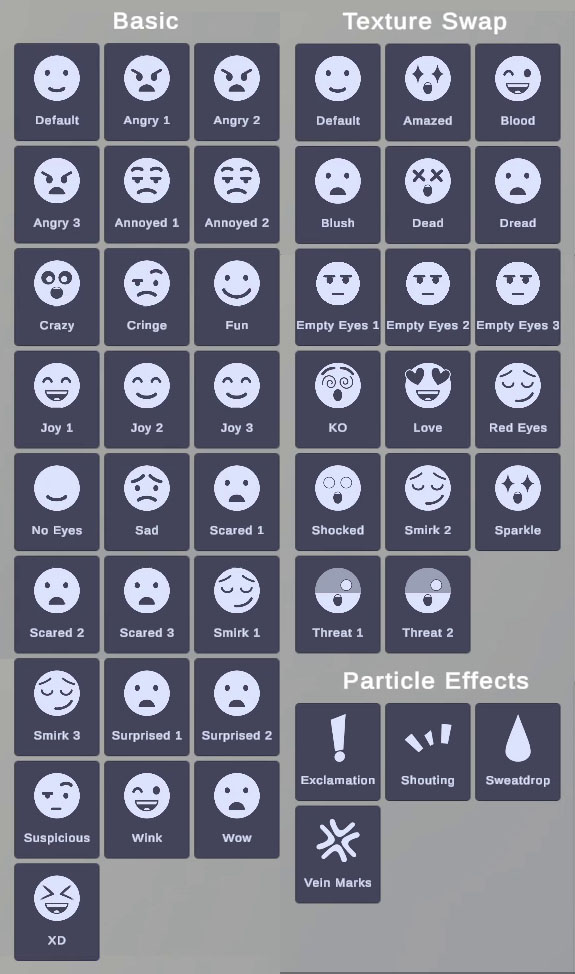 Basic
Default
Angry 1
Angry 2
Angry 3
Annoyed 1
Annoyed 2
Crazy
Cringe
Fun
Joy 1
Joy 2
Joy 3
No Eyes
Sad
Scared 1
Scared 2
Scared 3
Smirk 1
Smirk 3
Surprised 1
Surprised 2
Suspicious
Wink
Wow
XD
Texture Swap
Default
Amazed
Blood
Blush
Dead
Dread
Empty Eyes 1
Empty Eyes 2
Empty Eyes 3
KO
Love
Red Eyes
Shocked
Smirk 2
Sparkle
Threat 1
Threat 2
Particle Effects
Exclamation
Shouting
Sweatdrop
Vein Marks